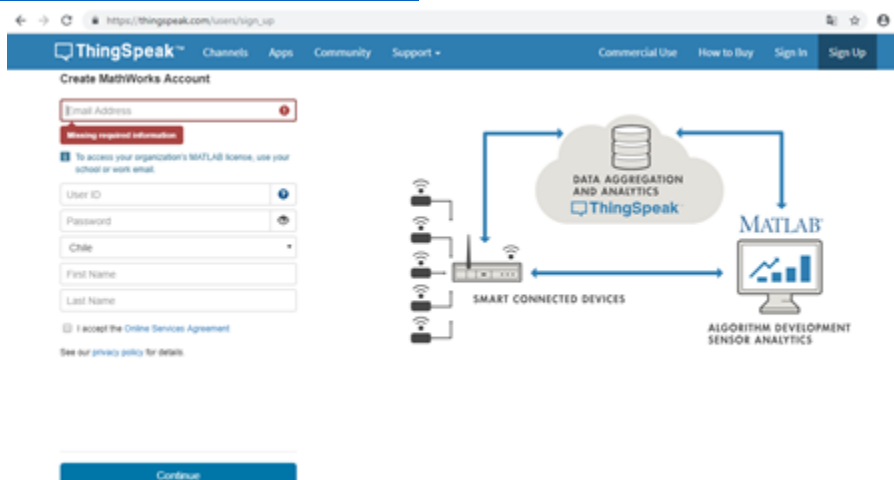 https://thingspeak.com/users/sign_up
ThingSpeak™ Channels Apps Community Support Commercial Use How to Buy Sign In Sign Up
Create MathWorks Account
Email Address
Missing required information
To access your organization's MATLAB license, use your
school or work email.
User ID
Password
Chile
First Name
Last Name
I accept the Online Services Agreement
See our privacy policy for details.
Continue
DATA AGGREGATION
AND ANALYTICS
ThingSpeak
MATLAB
SMART CONNECTED DEVICES
ALGORITHM DEVELOPMENT
SENSOR ANALYTICS